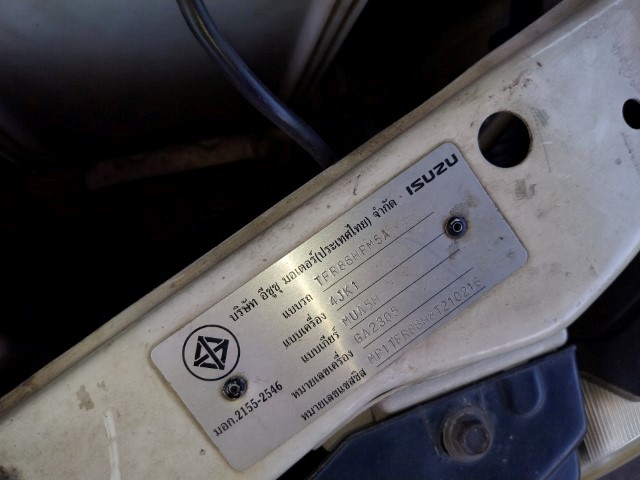 บริษัท อีซูซุ มอเตอร์(ประเทศไทย) จำกัด - ISUZU
แบบรถ TFR86HPM5A
แบบเครื่อง 4JK1
แบบเกียร์ MUA5H
หมายเลขเครื่อง GA2309
หมายเลขแชสซีส์
มอก.2155-2546